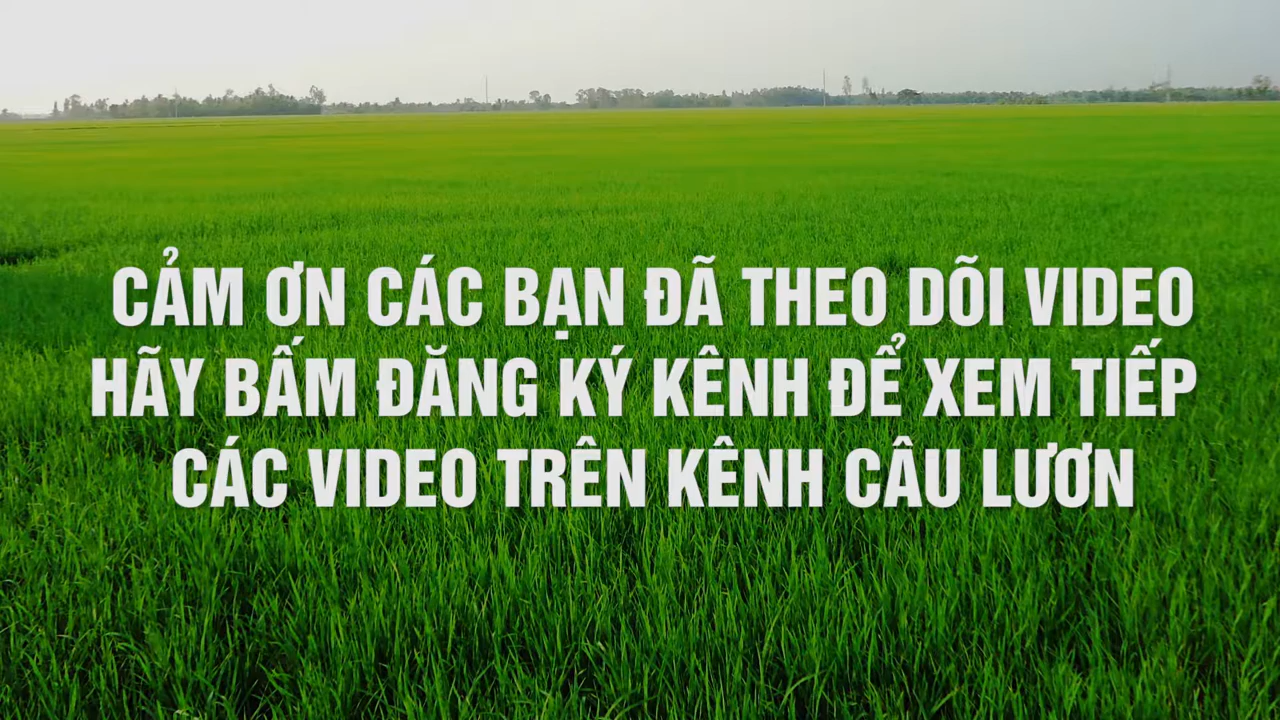 CẢM ƠN CÁC BẠN ĐÃ THEO DÕI VIDEO
HÃY BẤM ĐĂNG KÝ KÊNH ĐỂ XEM TIẾP
CÁC VIDEO TRÊN KÊNH CÂU LƯƠN